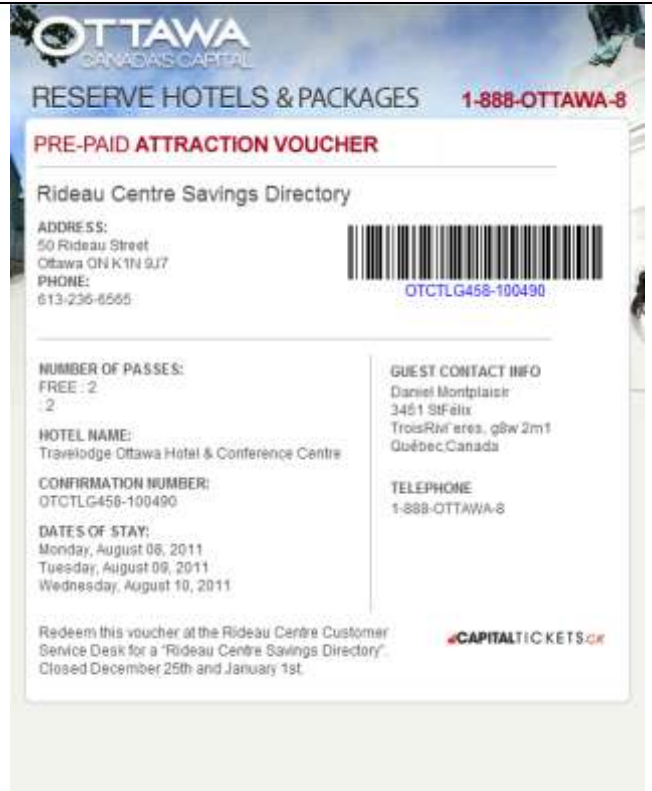 OTTAWA
CANADA'S CAPITAL
RESERVE HOTELS & PACKAGES 1-888-OTTAWA-8
PRE-PAID ATTRACTION VOUCHER
Rideau Centre Savings Directory
ADDRESS:
50 Rideau Street
Ottawa ON K1N 9J7
PHONE:
613-236-6565
OTCTLG458-100490
NUMBER OF PASSES:
FREE : 2
: 2
HOTEL NAME:
Travelodge Ottawa Hotel & Conference Centre
CONFIRMATION NUMBER:
OTCTLG458-100490
DATES OF STAY:
Monday, August 08, 2011
Tuesday, August 09, 2011
Wednesday, August 10, 2011
GUEST CONTACT INFO
Daniel Montplaisir
3451 StFélix
TroisRivi`eres, g8w 2m1
Québec,Canada
TELEPHONE
1-888-OTTAWA-8
Redeem this voucher at the Rideau Centre Customer
Service Desk for a "Rideau Centre Savings Directory".
Closed December 25th and January 1st.
CAPITALTICKETS.CA